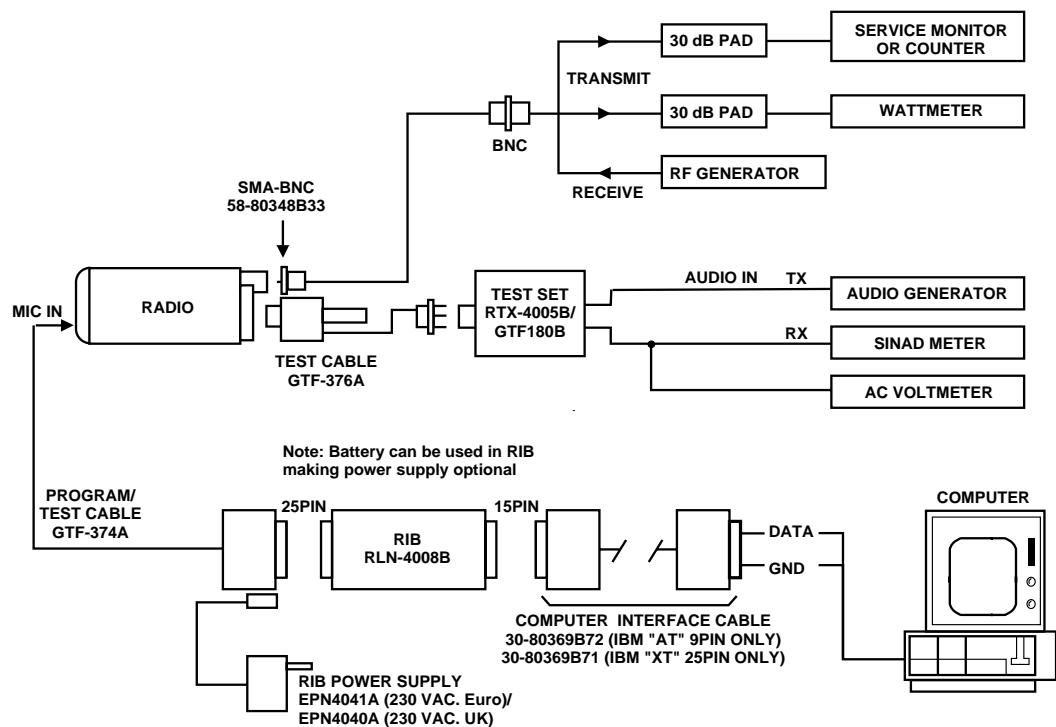 30 dB PAD
SERVICE MONITOR
OR COUNTER
TRANSMIT
30 dB PAD
WATTMETER
BNC
RF GENERATOR
RECEIVE
SMA-BNC
58-80348B33
MIC IN
RADIO
TEST CABLE
GTF-376A
TEST SET
RTX-4005B/
GTF180B
AUDIO IN
TX
AUDIO GENERATOR
RX
SINAD METER
AC VOLTMETER
Note: Battery can be used in RIB
making power supply optional
PROGRAM/
TEST CABLE
GTF-374A
25PIN
RIB
RLN-4008B
15PIN
DATA
GND
COMPUTER
COMPUTER INTERFACE CABLE
30-80369B72 (IBM "AT" 9PIN ONLY)
30-80369B71 (IBM "XT" 25PIN ONLY)
RIB POWER SUPPLY
EPN4041A (230 VAC. Euro)/
EPN4040A (230 VAC. UK)